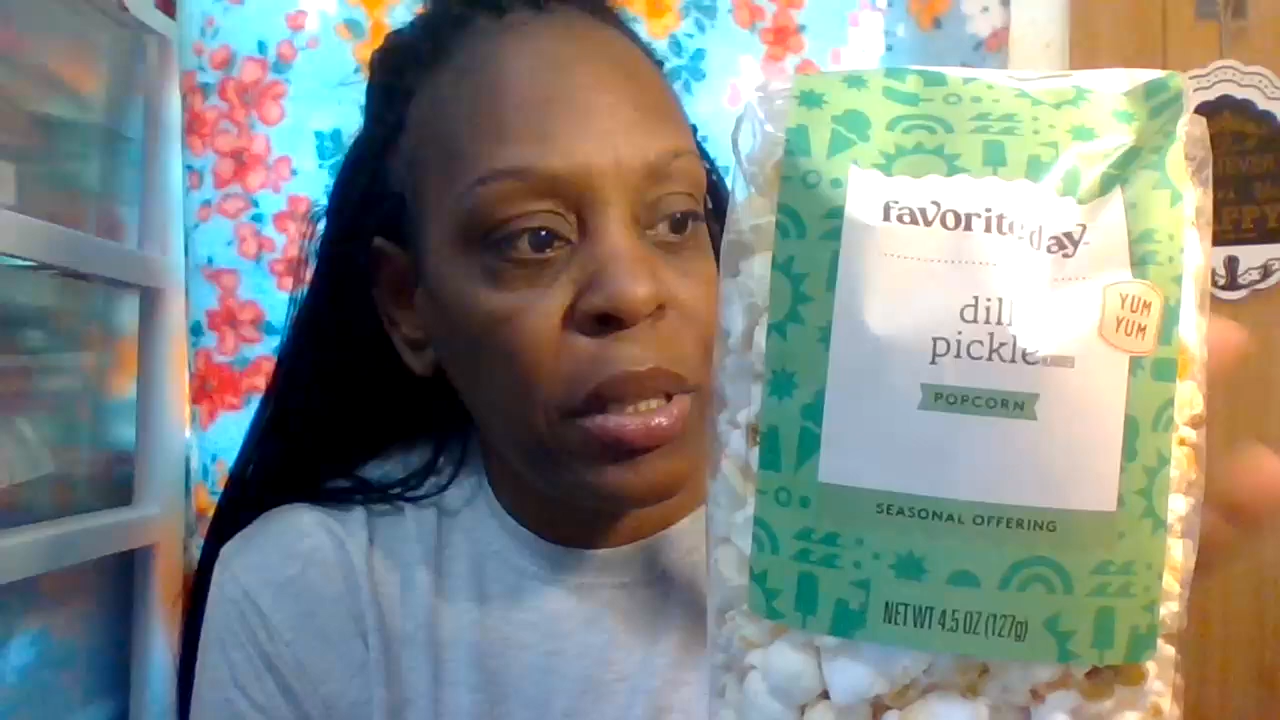 favorite day
dill
pickle
POPCORN
YUM
YUM
SEASONAL OFFERING
NET WT 4.5 OZ (127g)